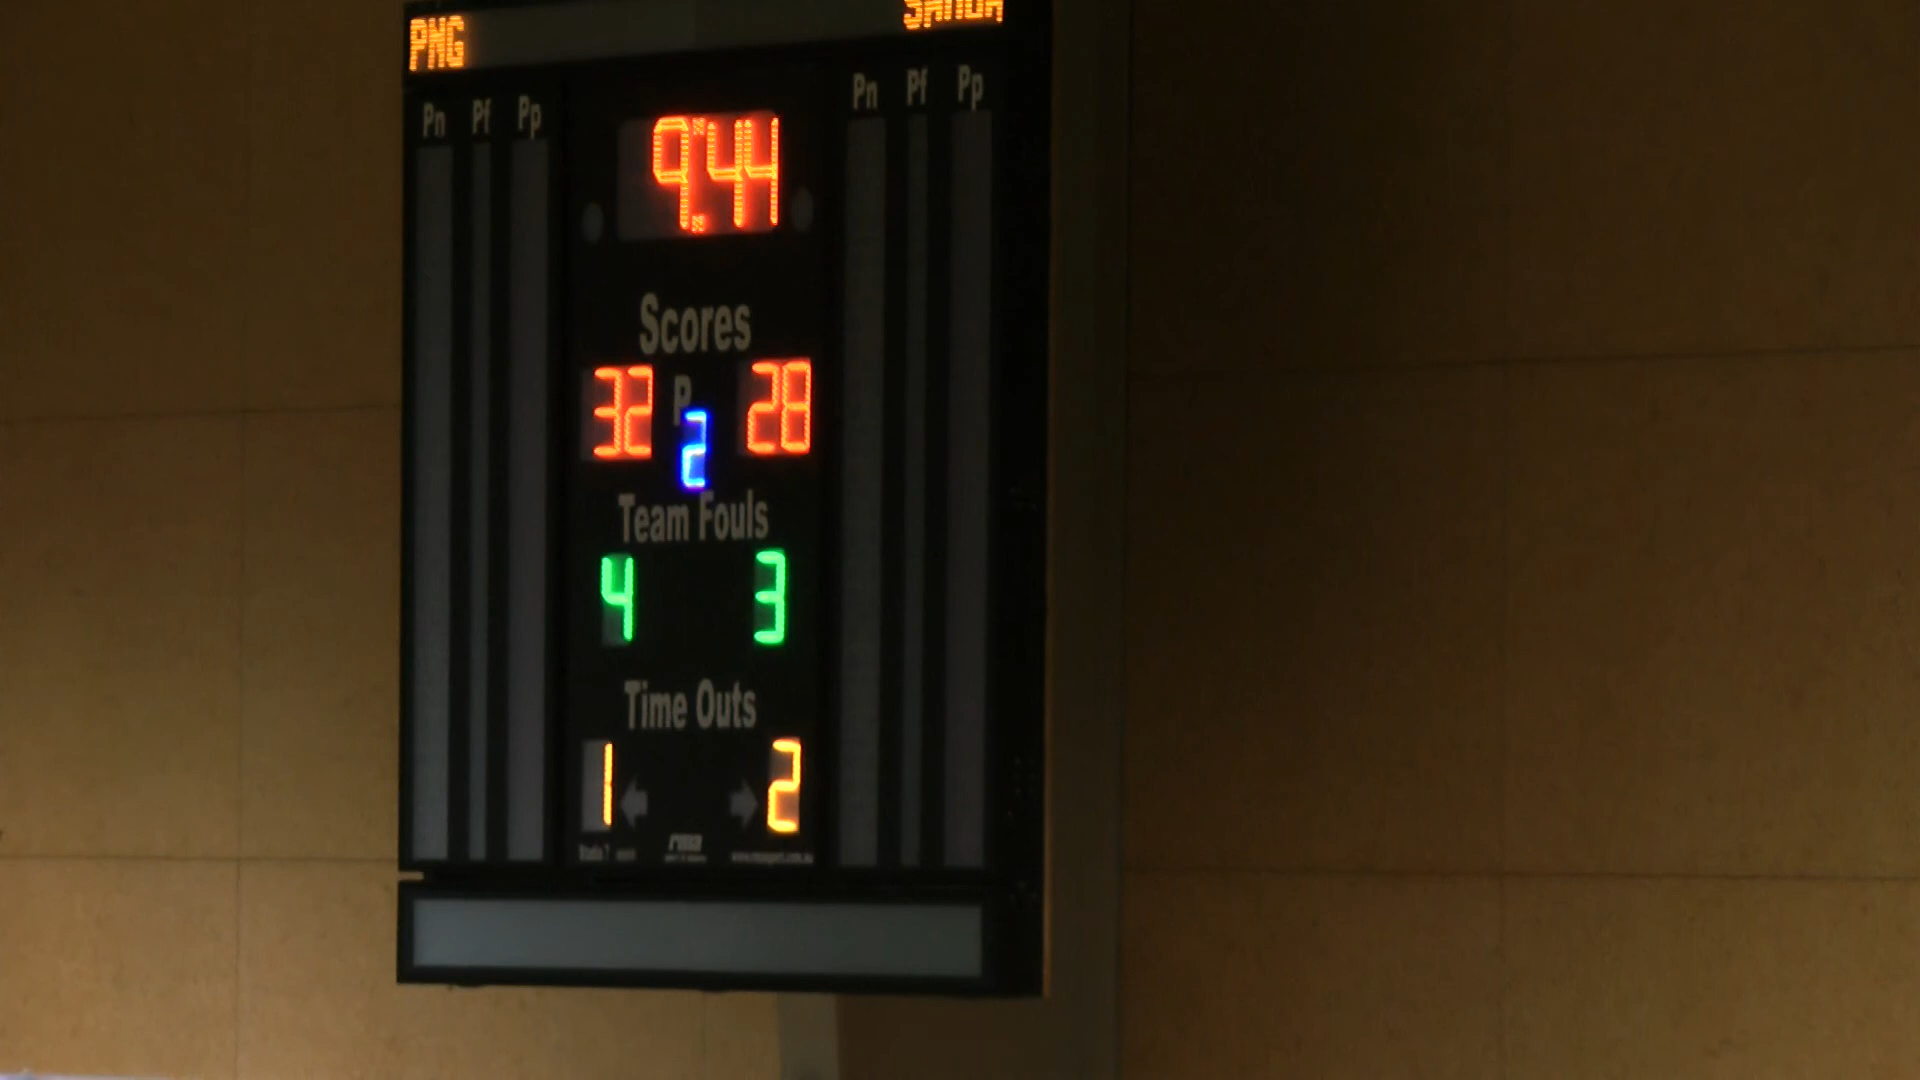 PNG SAMOA
Pn Pf Pp Pn Pf Pp
9:44
Scores
32 P 28
2
Team Fouls
4 3
Time Outs
1 2